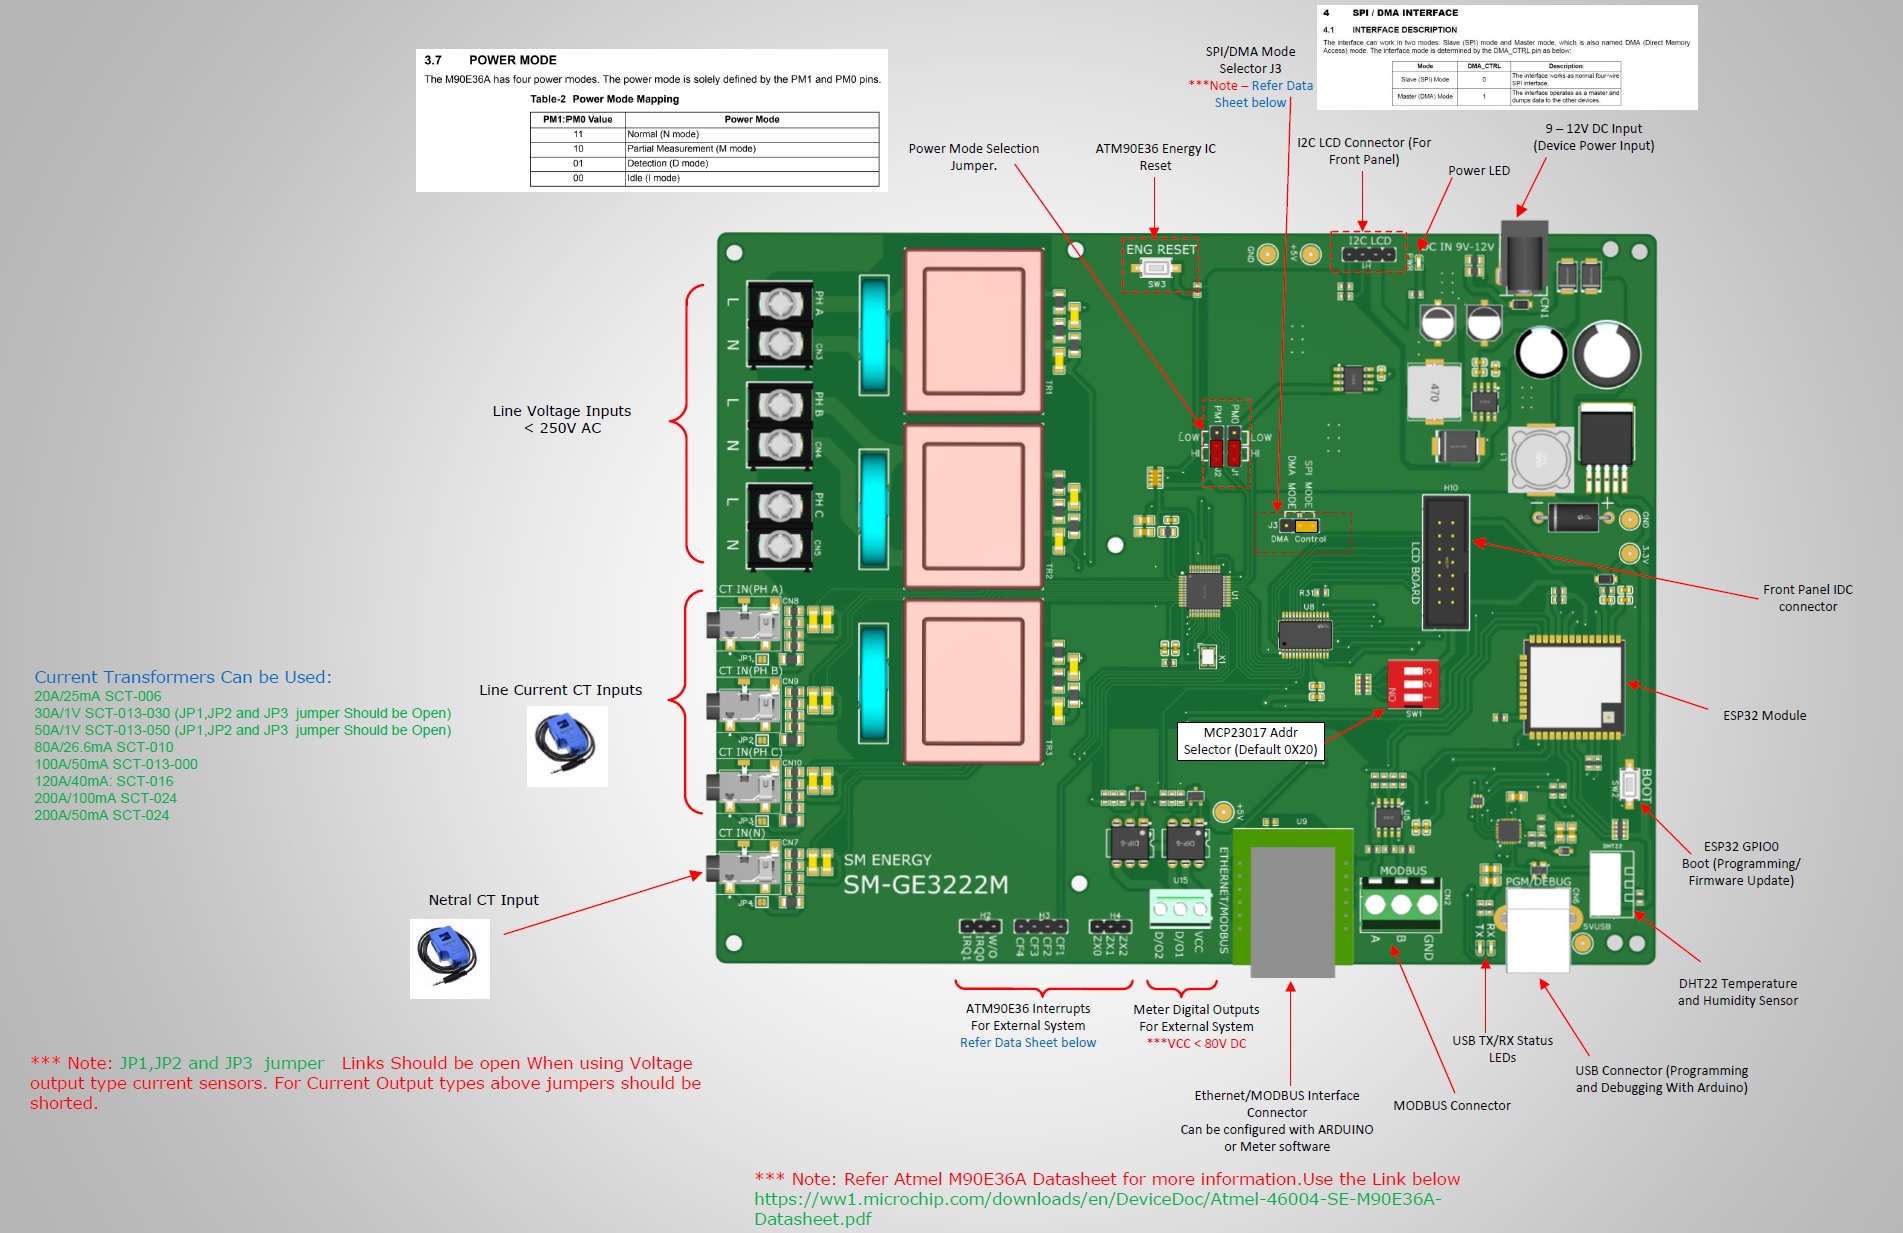 3.7 POWER MODE
The M90E36A has four power modes. The power mode is solely defined by the PM1 and PM0 pins.
Table-2 Power Mode Mapping
PM1:PM0 Value Power Mode
11 Normal (N mode)
10 Partial Measurement (M mode)
01 Detection (D mode)
00 Idle (I mode)
4 SPI / DMA INTERFACE
4.1 INTERFACE DESCRIPTION
The interface can work in two modes: Slave (SPI) mode and Master mode, which is also named DMA (Direct Memory
Access) mode. The interface mode is determined by the DMA_CTRL pin as below:
Mode DMA_CTRL Description
Slave (SPI) Mode 0 The interface works as normal four-wire
SPI interface.
Master (DMA) Mode 1 The interface operates as a master and
dumps data to the other devices.
SPI/DMA Mode
Selector J3
***Note – Refer Data
Sheet below
Power Mode Selection
Jumper.
ATM90E36 Energy IC
Reset
I2C LCD Connector (For
Front Panel)
Power LED
9 – 12V DC Input
(Device Power Input)
Line Voltage Inputs
< 250V AC
Line Current CT Inputs
Current Transformers Can be Used:
20A/25mA SCT-006
30A/1V SCT-013-030 (JP1,JP2 and JP3 jumper Should be Open)
50A/1V SCT-013-050 (JP1,JP2 and JP3 jumper Should be Open)
80A/26.6mA SCT-010
100A/50mA SCT-013-000
120A/40mA: SCT-016
200A/100mA SCT-024
200A/50mA SCT-024
Netral CT Input
*** Note: JP1,JP2 and JP3 jumper Links Should be open When using Voltage
output type current sensors. For Current Output types above jumpers should be
shorted.
ENG RESET
SW3
GND
+5V
I2C LCD
H1
PWR
DC IN 9V-12V
CN1
L
N
PH A
CN3
L
N
PH B
CN4
L
N
PH C
CN5
TR1
TR2
TR3
PM1
PM0
LOW
LOW
HI
HI
J2
J1
DMA MODE
SPI MODE
J3
DMA Control
470
L1
H10
LCD BOARD
GND
3.3V
U1
X1
R31
U8
ON
1 2 3
SW1
MCP23017 Addr
Selector (Default 0X20)
CT IN(PH A)
CN8
JP1
CT IN(PH B)
CN9
JP2
CT IN(PH C)
CN10
JP3
CT IN(N)
CN7
JP4
SM ENERGY
SM-GE3222M
H2
IRQ1
IRQ0
W/O
H3
CF4
CF3
CF2
CF1
H4
ZX0
ZX1
ZX2
DIP-6
DIP-6
+5V
U15
D/O2
D/O1
VCC
ETHERNET/MODBUS
U9
U5
MODBUS
CN2
A
B
GND
TX
RX
PGM/DEBUG
CN6
5VUSB
DHT22
SW2
BOOT
Front Panel IDC
connector
ESP32 Module
ESP32 GPIO0
Boot (Programming/
Firmware Update)
DHT22 Temperature
and Humidity Sensor
ATM90E36 Interrupts
For External System
Refer Data Sheet below
Meter Digital Outputs
For External System
***VCC < 80V DC
Ethernet/MODBUS Interface
Connector
Can be configured with ARDUINO
or Meter software
MODBUS Connector
USB TX/RX Status
LEDs
USB Connector (Programming
and Debugging With Arduino)
*** Note: Refer Atmel M90E36A Datasheet for more information.Use the Link below
https://ww1.microchip.com/downloads/en/DeviceDoc/Atmel-46004-SE-M90E36A-
Datasheet.pdf